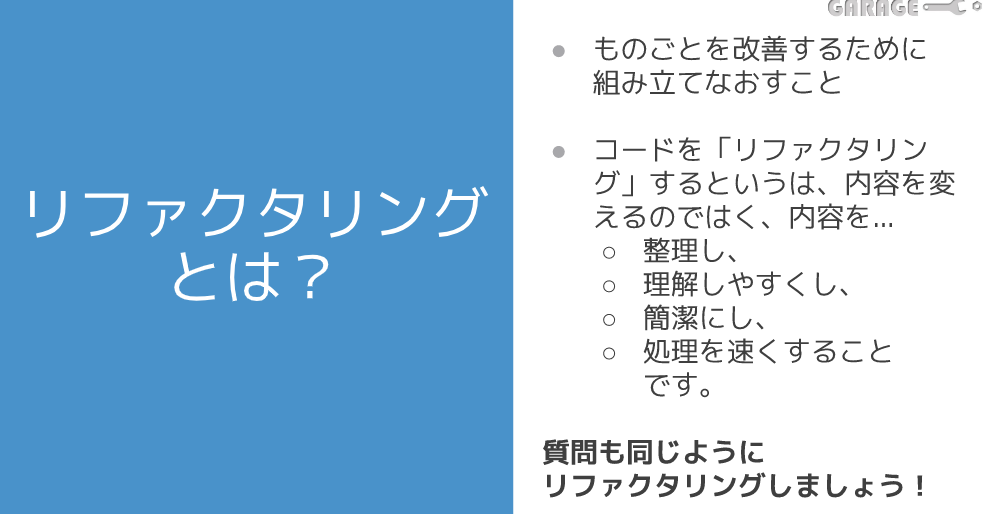 GARAGE
リファクタリング
とは？
● ものごとを改善するために
組み立てなおすこと
● コードを「リファクタリン
グ」するというは、内容を変
えるのではく、内容を...
○ 整理し、
○ 理解しやすくし、
○ 簡潔にし、
○ 処理を速くすること
です。
質問も同じように
リファクタリングしましょう！